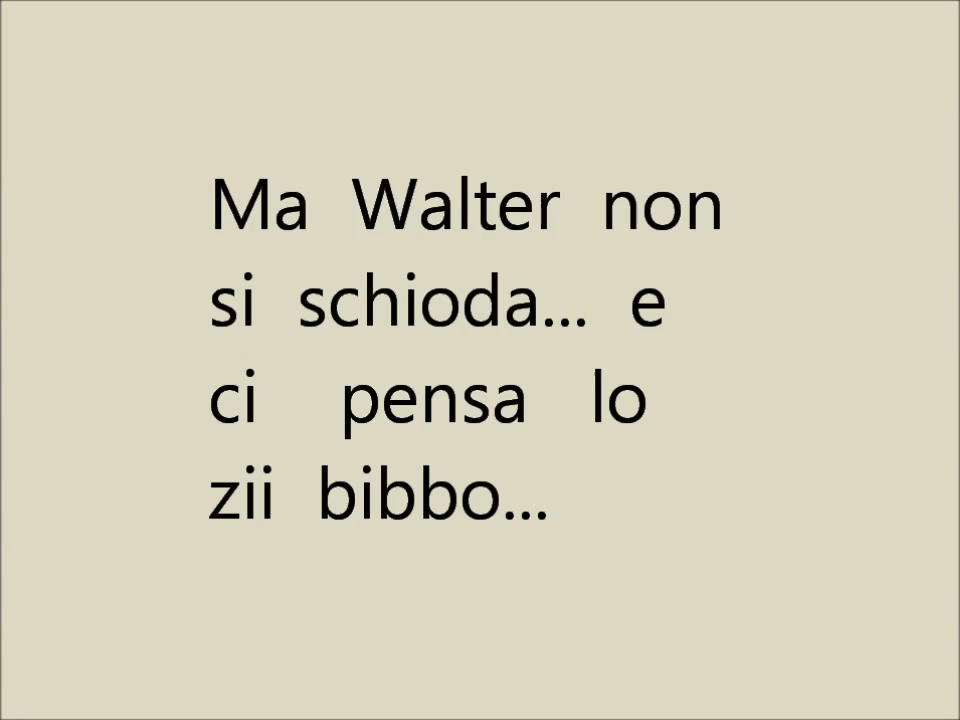 Ma Walter non
si schioda... e
ci pensa lo
zii bibbo...